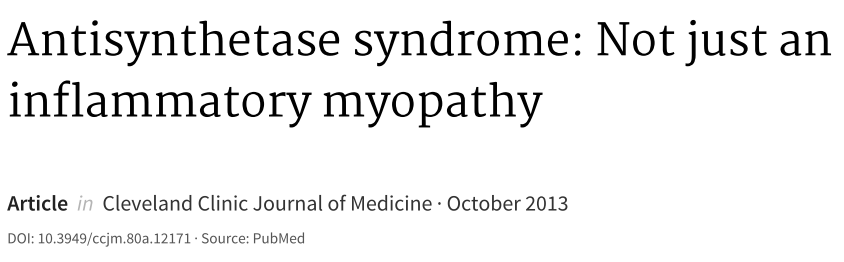 Antisynthetase syndrome: Not just an
inflammatory myopathy
Article in Cleveland Clinic Journal of Medicine · October 2013
DOI: 10.3949/ccjm.80a.12171 · Source: PubMed